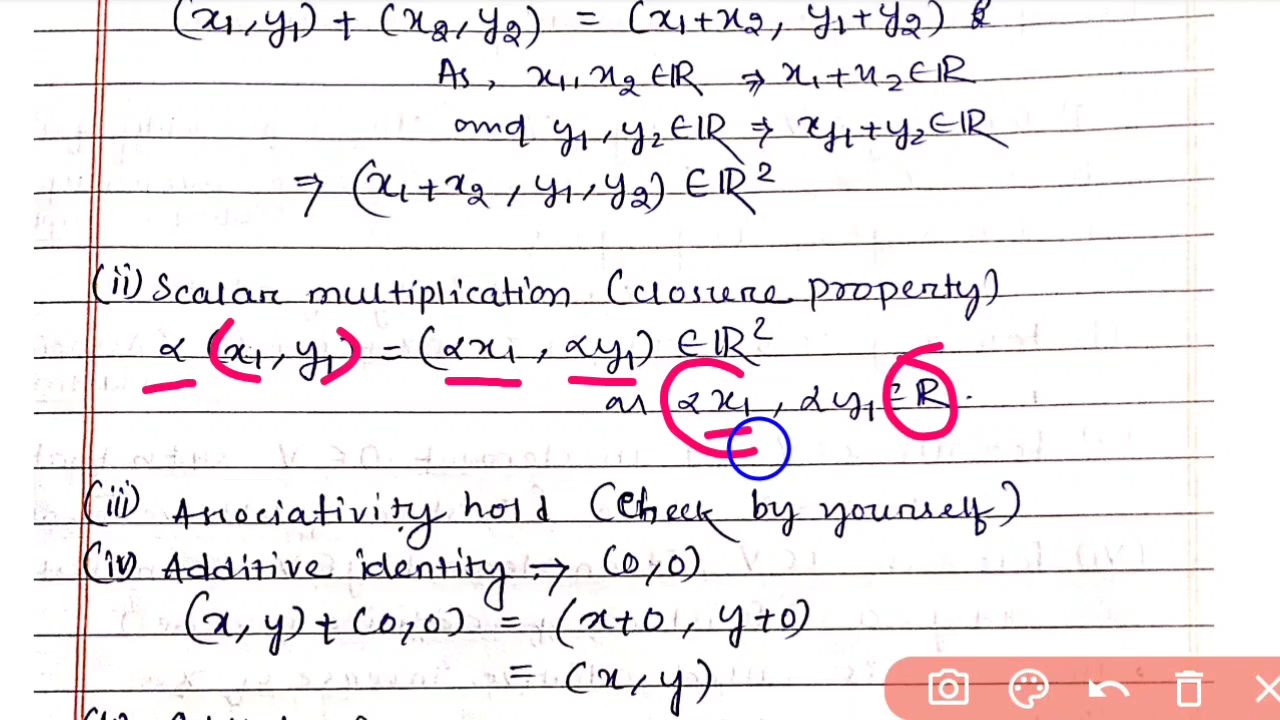 (x1, y1) + (x2, y2) = (x1+x2, y1+y2)
As, x1, x2 ∈ ℝ ⇒ x1+x2 ∈ ℝ
and y1, y2 ∈ ℝ ⇒ xy1+y2 ∈ ℝ
⇒ (x1+x2, y1, y2) ∈ ℝ²
(ii) Scalar multiplication (closure property)
α (x1, y1) = (αx1, αy1) ∈ ℝ²
as αx1, αy1 ∈ ℝ.
(iii) Associativity hold (Check by yourself)
(iv) Additive identity → (0,0)
(x, y) + (0,0) = (x+0, y+0)
= (x, y)